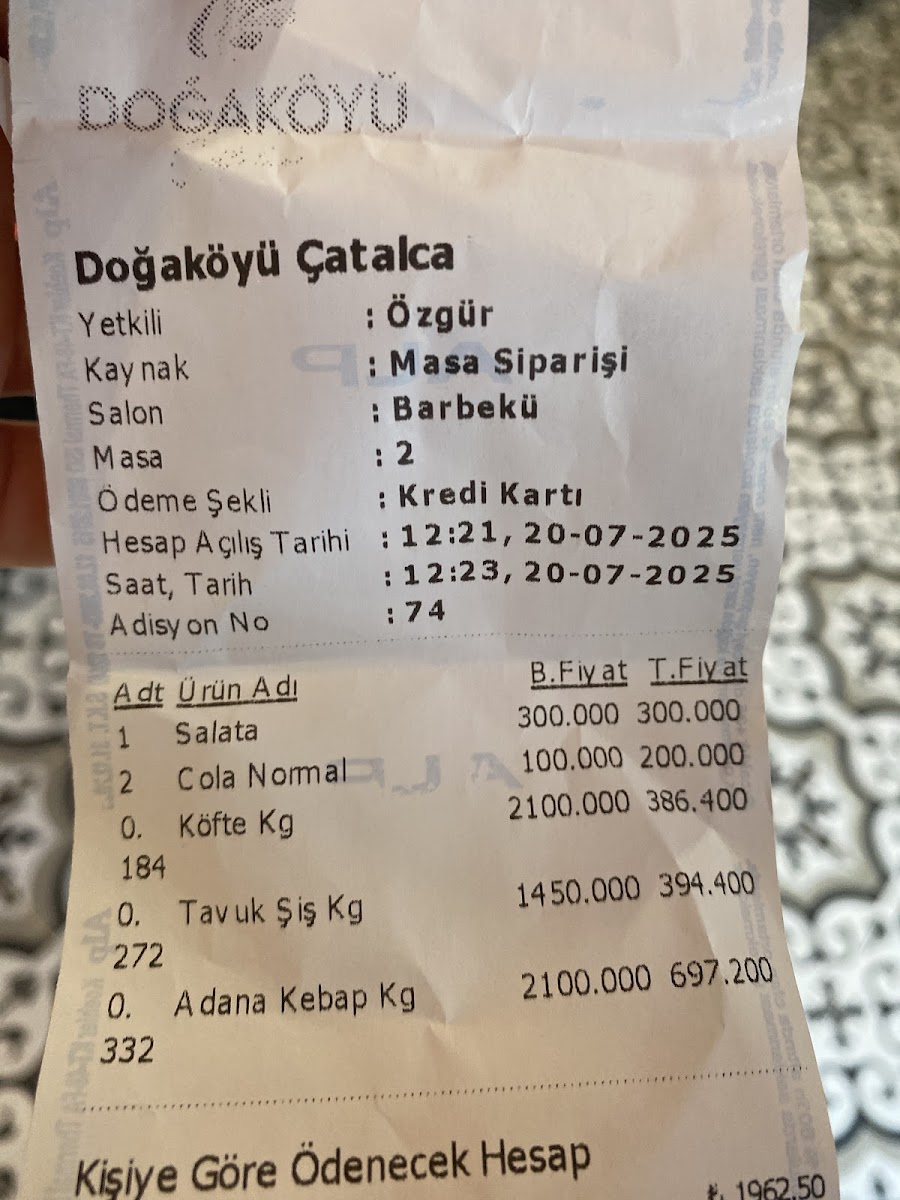 DOĞAKÖYÜ
Doğaköyü Çatalca
Yetkili : Özgür
Kaynak : Masa Siparişi
Salon : Barbekü
Masa : 2
Ödeme Şekli : Kredi Kartı
Hesap Açılış Tarihi : 12:21, 20-07-2025
Saat, Tarih : 12:23, 20-07-2025
Adisyon No : 74
Adt Ürün Adı B.Fiyat T.Fiyat
1 Salata 300.000 300.000
2 Cola Normal 100.000 200.000
0. Köfte Kg 2100.000 386.400
184
0. Tavuk Şiş Kg 1450.000 394.400
272
0. Adana Kebap Kg 2100.000 697.200
332
Kişiye Göre Ödenecek Hesap
₺. 1962.50